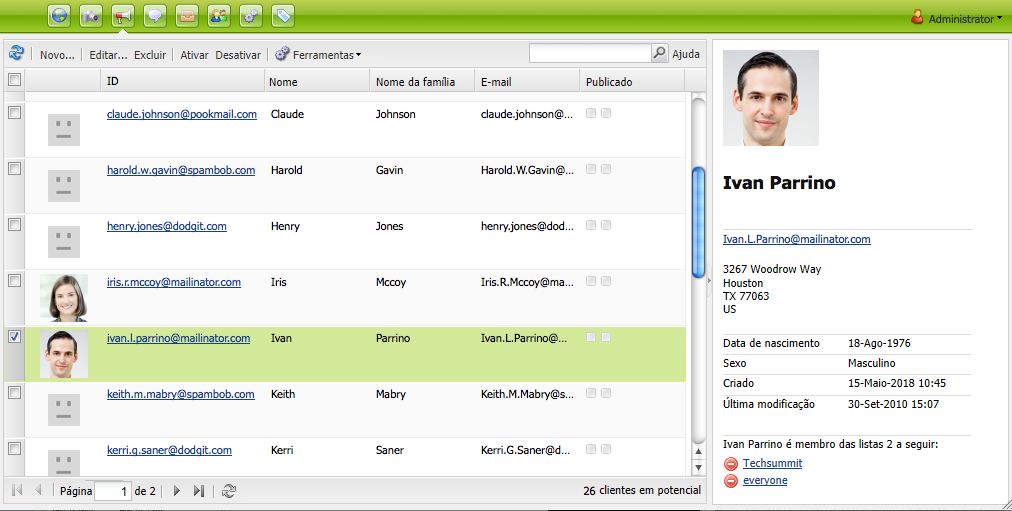 Administrator
Novo... Editar... Excluir Ativar Desativar Ferramentas Ajuda
ID Nome Nome da família E-mail Publicado
claude.johnson@pookmail.com Claude Johnson claude.johnson@...
harold.w.gavin@spambob.com Harold Gavin Harold.W.Gavin@...
henry.jones@dodgit.com Henry Jones henry.jones@dod...
iris.r.mccoy@mailinator.com Iris Mccoy Iris.R.Mccoy@ma...
ivan.l.parrino@mailinator.com Ivan Parrino Ivan.L.Parrino@...
keith.m.mabry@spambob.com Keith Mabry Keith.M.Mabry@s...
kerri.g.saner@dodgit.com Kerri Saner Kerri.G.Saner@d...
Página 1 de 2 26 clientes em potencial
Ivan Parrino
Ivan.L.Parrino@mailinator.com
3267 Woodrow Way
Houston
TX 77063
US
Data de nascimento 18-Ago-1976
Sexo Masculino
Criado 15-Maio-2018 10:45
Última modificação 30-Set-2010 15:07
Ivan Parrino é membro das listas 2 a seguir:
Techsummit
everyone